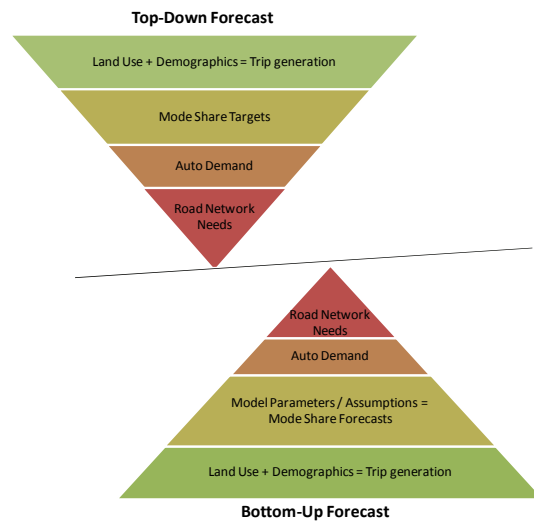 Top-Down Forecast
Land Use + Demographics = Trip generation
Mode Share Targets
Auto Demand
Road Network
Needs
Road Network
Needs
Auto Demand
Model Parameters / Assumptions =
Mode Share Forecasts
Land Use + Demographics = Trip generation
Bottom-Up Forecast